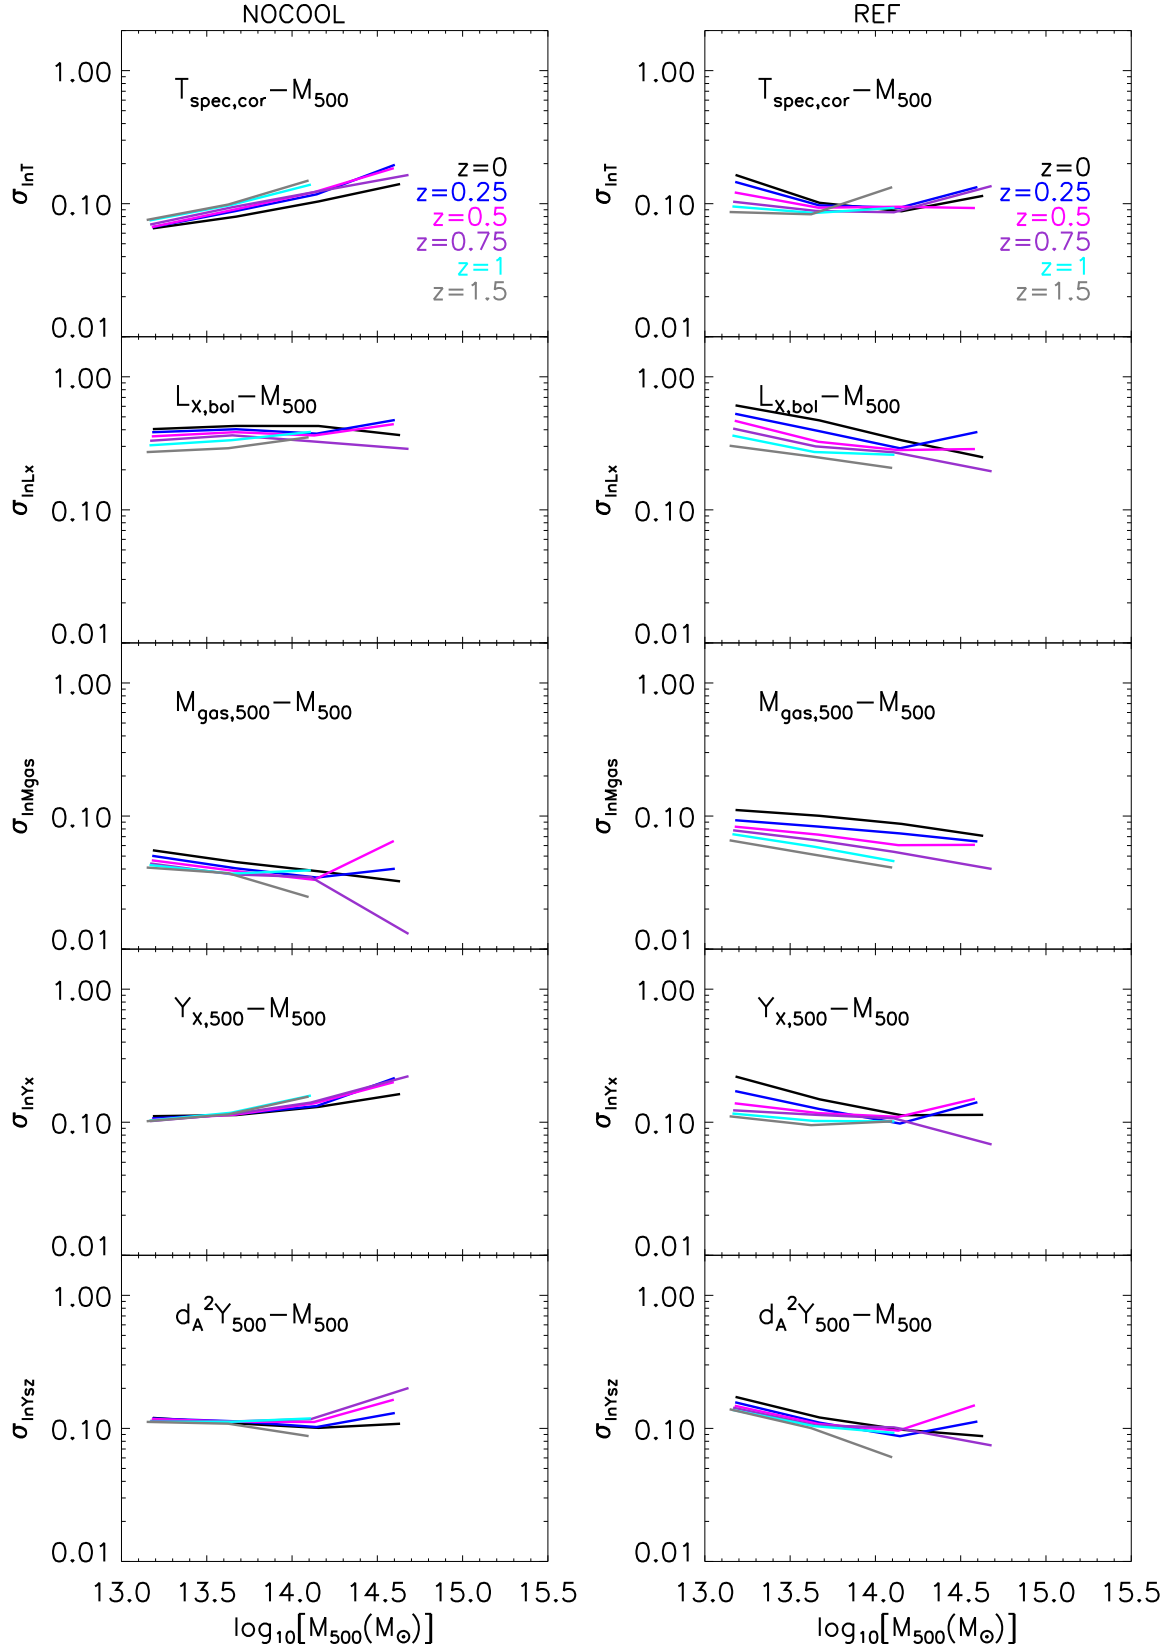 NOCOOL REF
1.00 T_spec,cor−M_500 1.00 T_spec,cor−M_500
σ_lnT z=0 σ_lnT z=0
0.10 z=0.25 0.10 z=0.25
z=0.5 z=0.5
z=0.75 z=0.75
z=1 z=1
z=1.5 z=1.5
0.01 0.01
1.00 L_X,bol−M_500 1.00 L_X,bol−M_500
σ_lnLx σ_lnLx
0.10 0.10
0.01 0.01
1.00 M_gas,500−M_500 1.00 M_gas,500−M_500
σ_lnMgas σ_lnMgas
0.10 0.10
0.01 0.01
1.00 Y_X,500−M_500 1.00 Y_X,500−M_500
σ_lnYx σ_lnYx
0.10 0.10
0.01 0.01
1.00 d_A²Y_500−M_500 1.00 d_A²Y_500−M_500
σ_lnYsz σ_lnYsz
0.10 0.10
0.01 0.01
13.0 13.5 14.0 14.5 15.0 15.5 13.0 13.5 14.0 14.5 15.0 15.5
log₁₀[M_500(M_⊙)] log₁₀[M_500(M_⊙)]